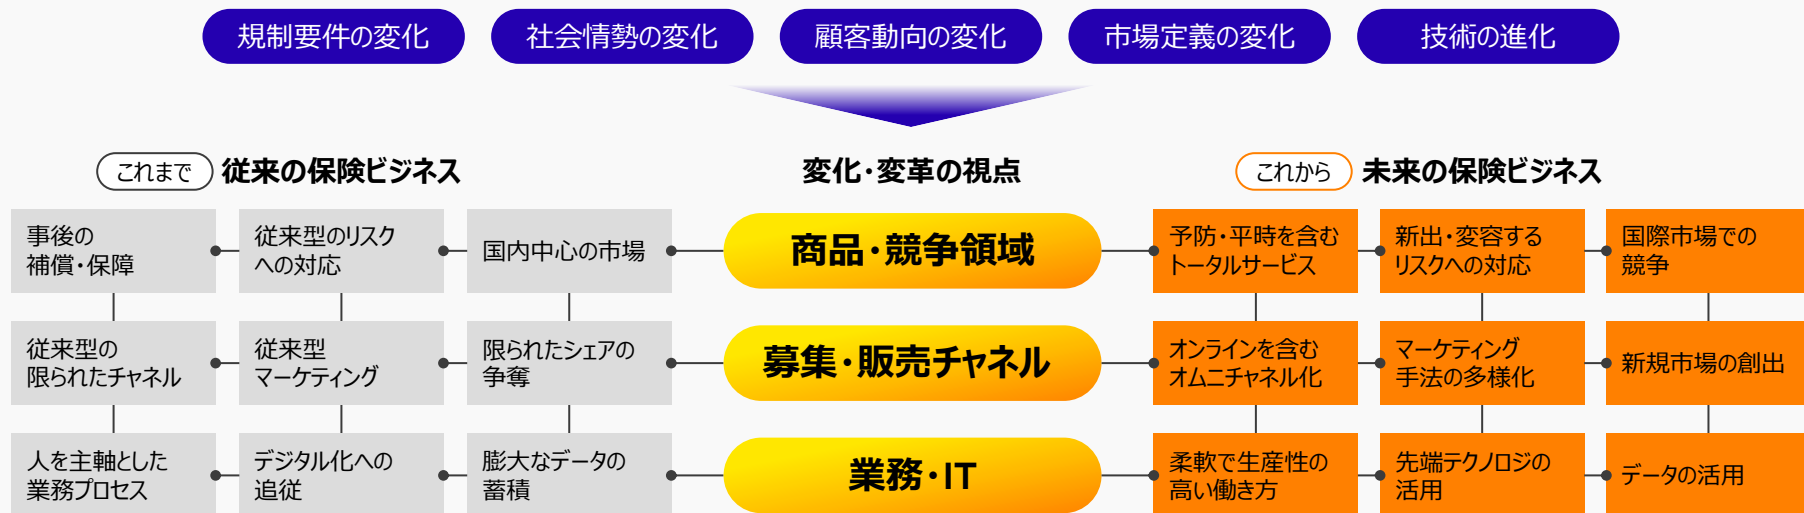 規制要件の変化
社会情勢の変化
顧客動向の変化
市場定義の変化
技術の進化
これまで
従来の保険ビジネス
変化・変革の視点
これから
未来の保険ビジネス
事後の
補償・保障
従来型のリスク
への対応
国内中心の市場
商品・競争領域
予防・平時を含む
トータルサービス
新出・変容する
リスクへの対応
国際市場での
競争
従来型の
限られたチャネル
従来型
マーケティング
限られたシェアの
争奪
募集・販売チャネル
オンラインを含む
オムニチャネル化
マーケティング
手法の多様化
新規市場の創出
人を主軸とした
業務プロセス
デジタル化への
追従
膨大なデータの
蓄積
業務・IT
柔軟で生産性の
高い働き方
先端テクノロジの
活用
データの活用